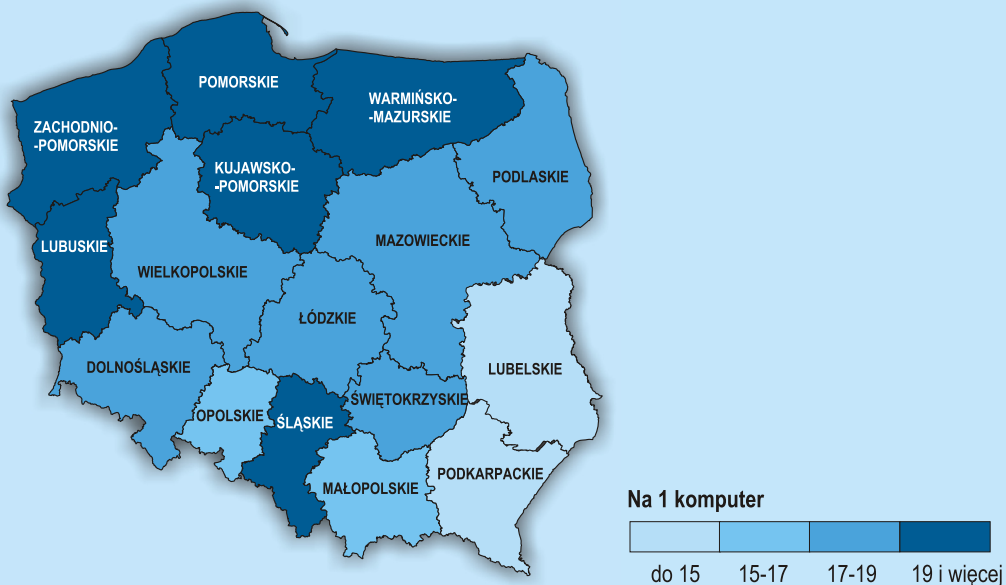 POMORSKIE
WARMIŃSKO-
-MAZURSKIE
ZACHODNIO-
-POMORSKIE
KUJAWSKO-
-POMORSKIE
PODLASKIE
LUBUSKIE
MAZOWIECKIE
WIELKOPOLSKIE
ŁÓDZKIE
DOLNOŚLĄSKIE
LUBELSKIE
ŚWIĘTOKRZYSKIE
OPOLSKIE
ŚLĄSKIE
PODKARPACKIE
MAŁOPOLSKIE
Na 1 komputer
do 15 15-17 17-19 19 i więcej